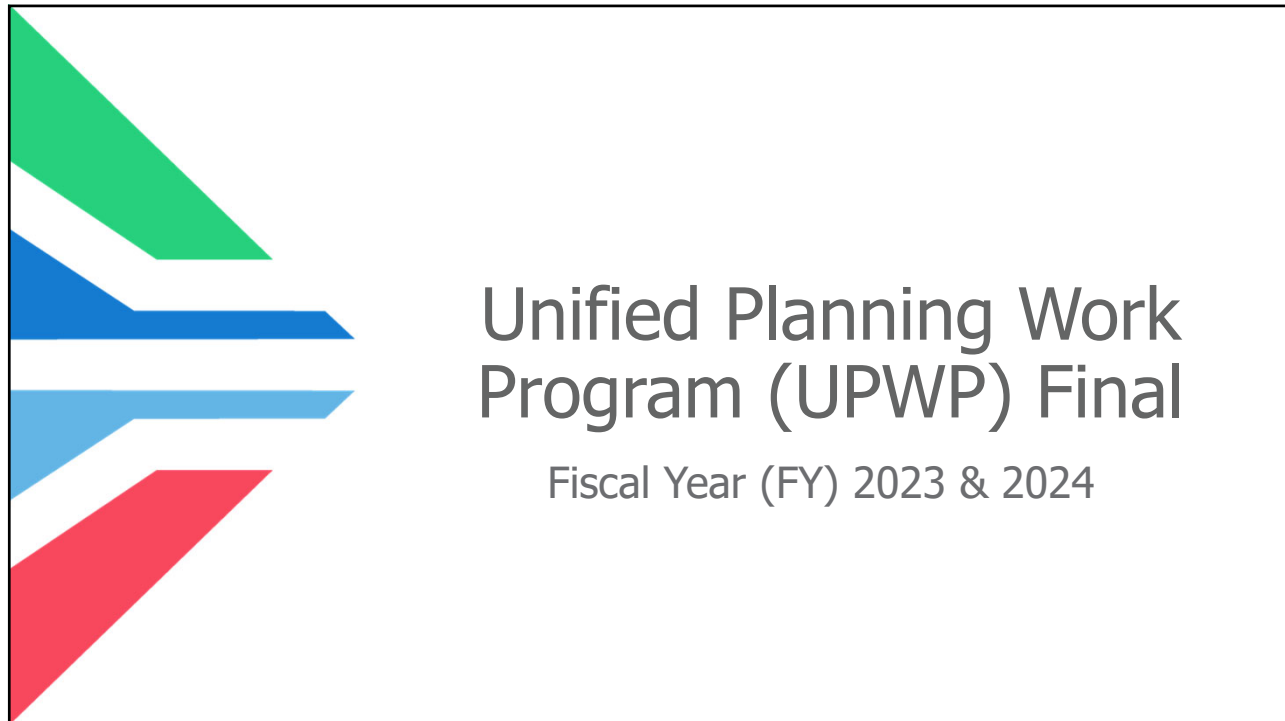 Unified Planning Work
Program (UPWP) Final
Fiscal Year (FY) 2023 & 2024